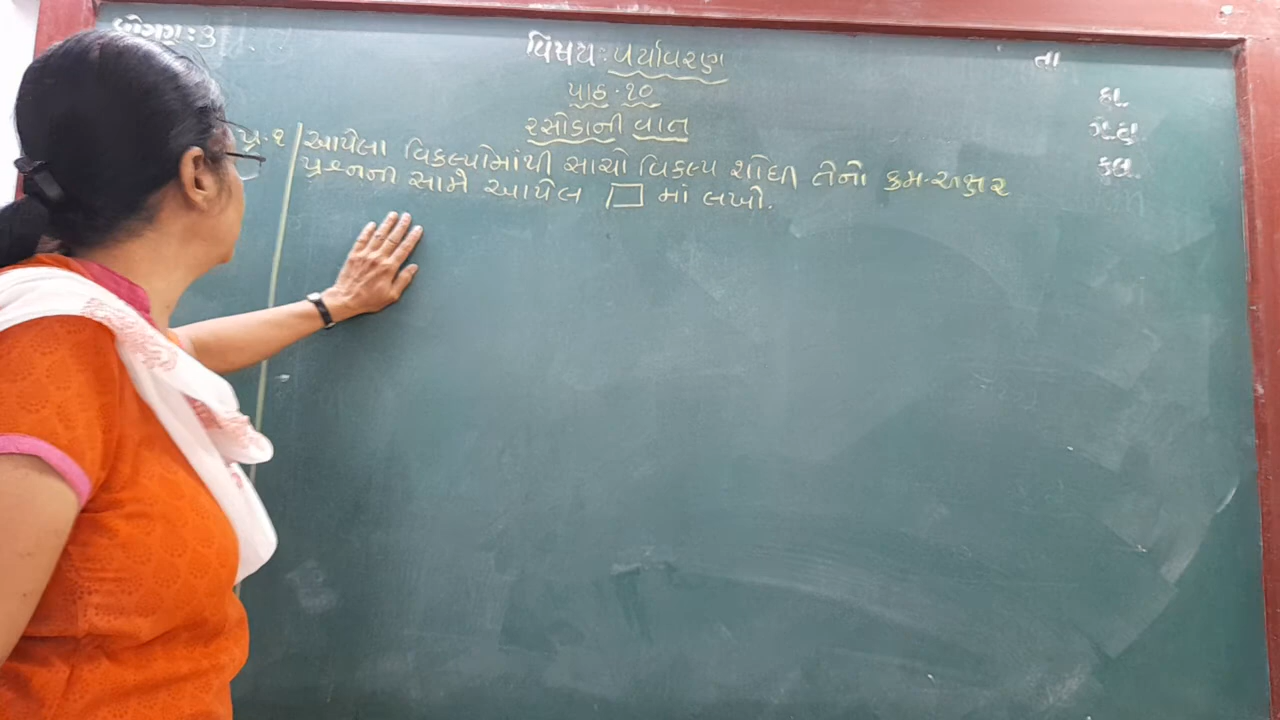 ધોરણ: ૩
વિષય: પર્યાવરણ
તા
પાઠ. ૧૦
રસોડાની વાત
પ્ર. ૧ આપેલા વિકલ્પોમાંથી સાચો વિકલ્પ શોધી તેનો ક્રમ-અક્ષર
પ્રશ્નની સામે આપેલ □ માં લખો.